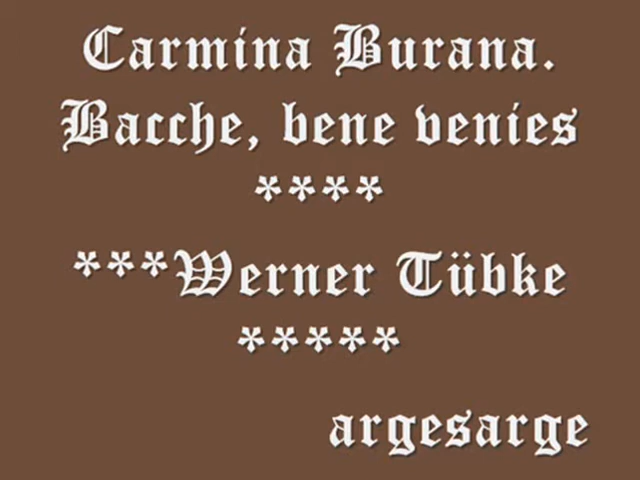 Carmina Burana.
Bacche, bene venies
****
***Werner Tübke
*****
argesarge